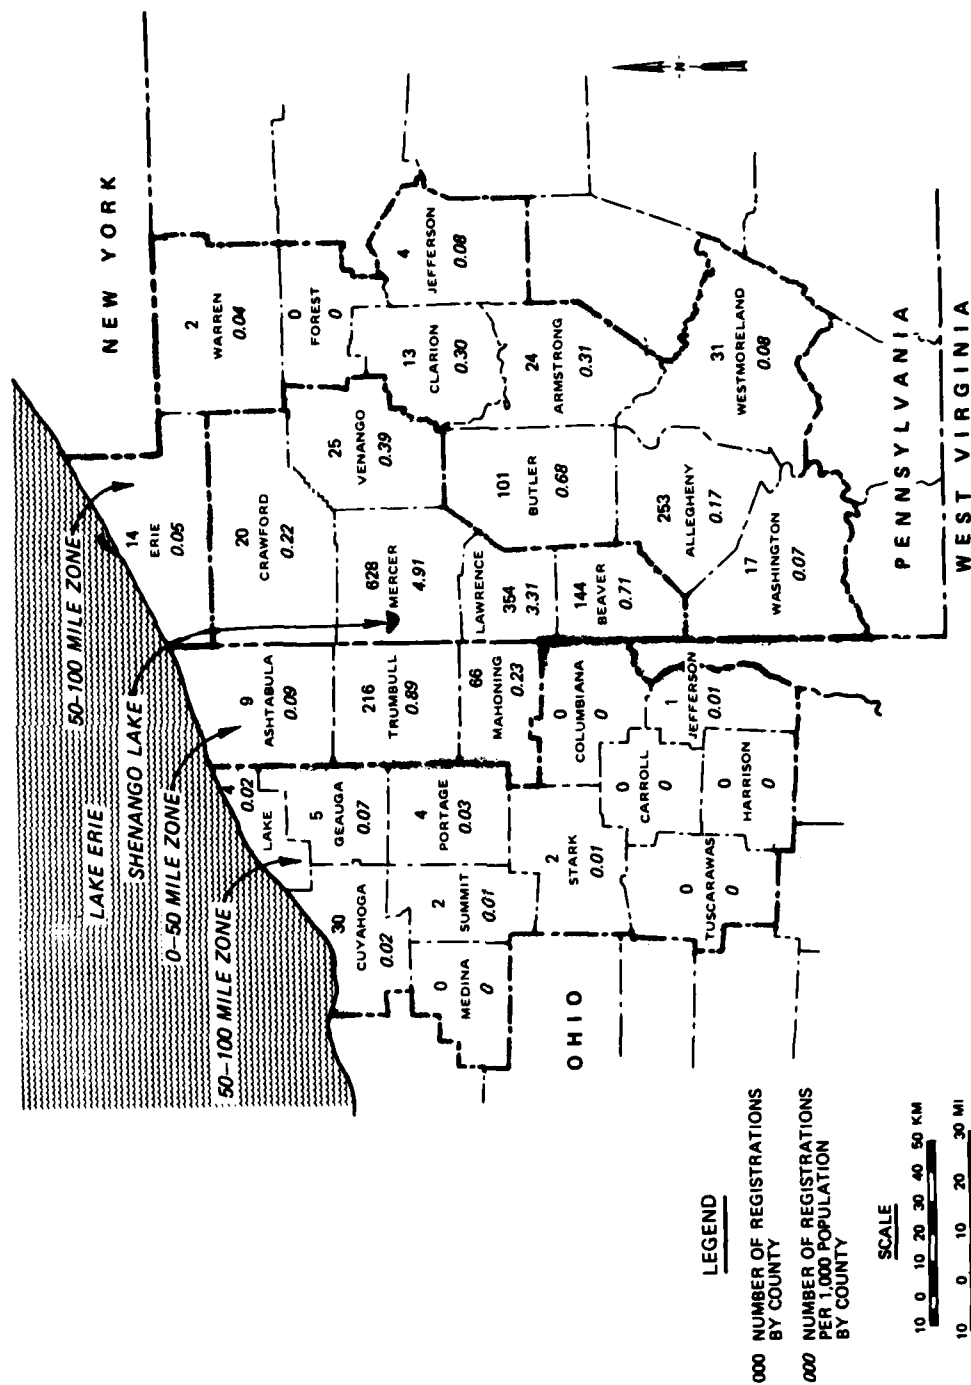 NEW YORK
LAKE ERIE
50-100 MILE ZONE
SHENANGO LAKE
0-50 MILE ZONE
50-100 MILE ZONE
14
ERIE
0.05
2
WARREN
0.04
20
CRAWFORD
0.22
0
FOREST
0
25
VENANGO
0.39
628
MERCER
4.91
13
CLARION
0.30
4
JEFFERSON
0.08
LAWRENCE
354
3.31
101
BUTLER
0.68
24
ARMSTRONG
0.31
144
BEAVER
0.71
253
ALLEGHENY
0.17
31
WESTMORELAND
0.08
17
WASHINGTON
0.07
9
ASHTABULA
0.09
216
TRUMBULL
0.89
66
MAHONING
0.23
4
0.02
LAKE
5
GEAUGA
0.07
4
PORTAGE
0.03
30
CUYAHOGA
0.02
2
SUMMIT
0.01
0
MEDINA
0
0
COLUMBIANA
0
2
STARK
0.01
0
CARROLL
0
1
JEFFERSON
0.01
0
HARRISON
0
0
TUSCARAWAS
0
OHIO
PENNSYLVANIA
WEST VIRGINIA
N
LEGEND
000 NUMBER OF REGISTRATIONS
BY COUNTY
000 NUMBER OF REGISTRATIONS
PER 1,000 POPULATION
BY COUNTY
SCALE
10 0 10 20 30 40 50 KM
10 0 10 20 30 MI